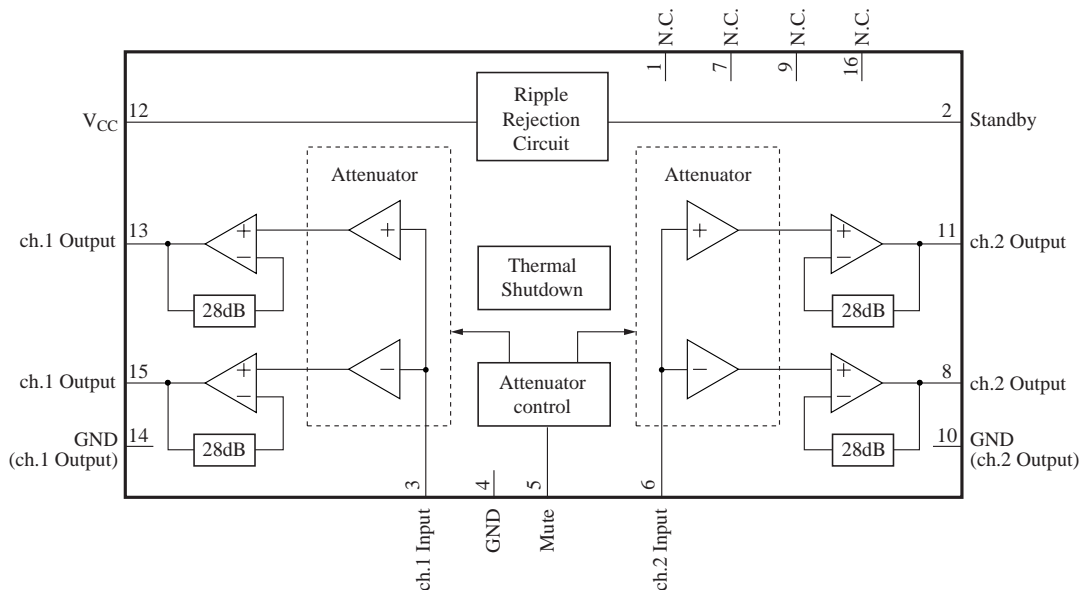 N.C.
N.C.
N.C.
N.C.
1
7
9
16
VCC
12
Ripple
Rejection
Circuit
2
Standby
Attenuator
Attenuator
ch.1 Output
13
+
−
+
+
+
−
11
ch.2 Output
Thermal
Shutdown
28dB
28dB
ch.1 Output
15
+
−
−
Attenuator
control
−
+
−
8
ch.2 Output
GND
(ch.1 Output)
14
28dB
28dB
10
GND
(ch.2 Output)
3
4
5
6
ch.1 Input
GND
Mute
ch.2 Input